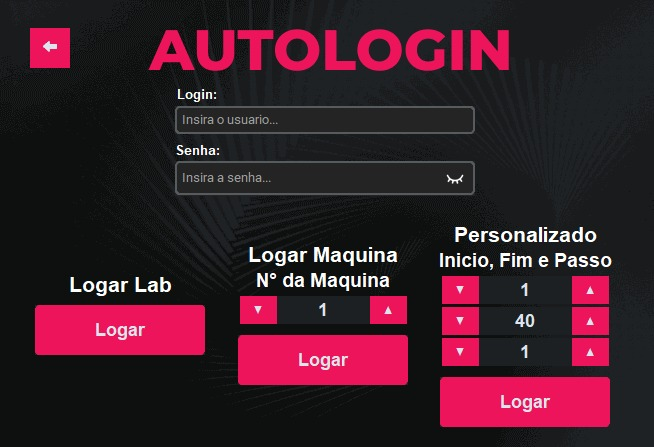 AUTOLOGIN
Login:
Insira o usuario...
Senha:
Insira a senha...
Logar Lab
Logar
Logar Maquina
N° da Maquina
1
Logar
Personalizado
Inicio, Fim e Passo
1
40
1
Logar